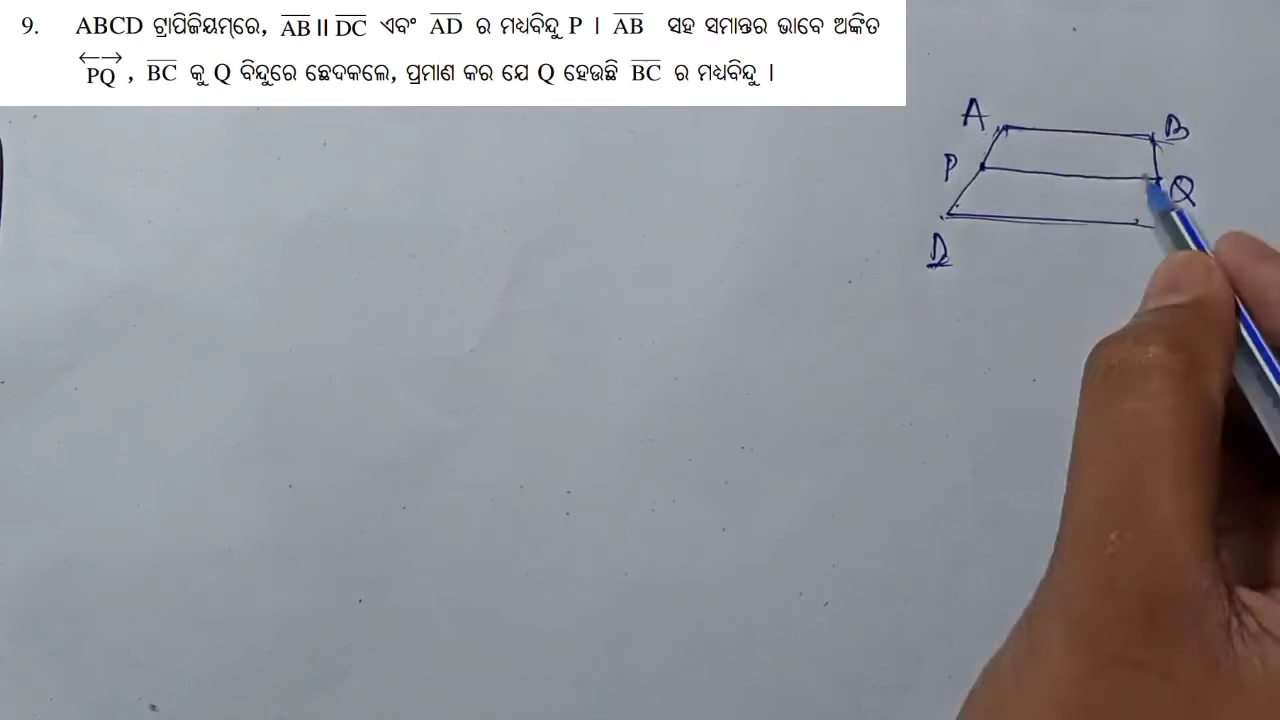 9. ABCD ଟ୍ରାପିଜିୟମ୍‌ରେ, AB || DC ଏବଂ AD ର ମଧ୍ୟବିନ୍ଦୁ P । AB ସହ ସମାନ୍ତର ଭାବେ ଅଙ୍କିତ
PQ , BC କୁ Q ବିନ୍ଦୁରେ ଛେଦକଲେ, ପ୍ରମାଣ କର ଯେ Q ହେଉଛି BC ର ମଧ୍ୟବିନ୍ଦୁ ।
A B
P Q
D